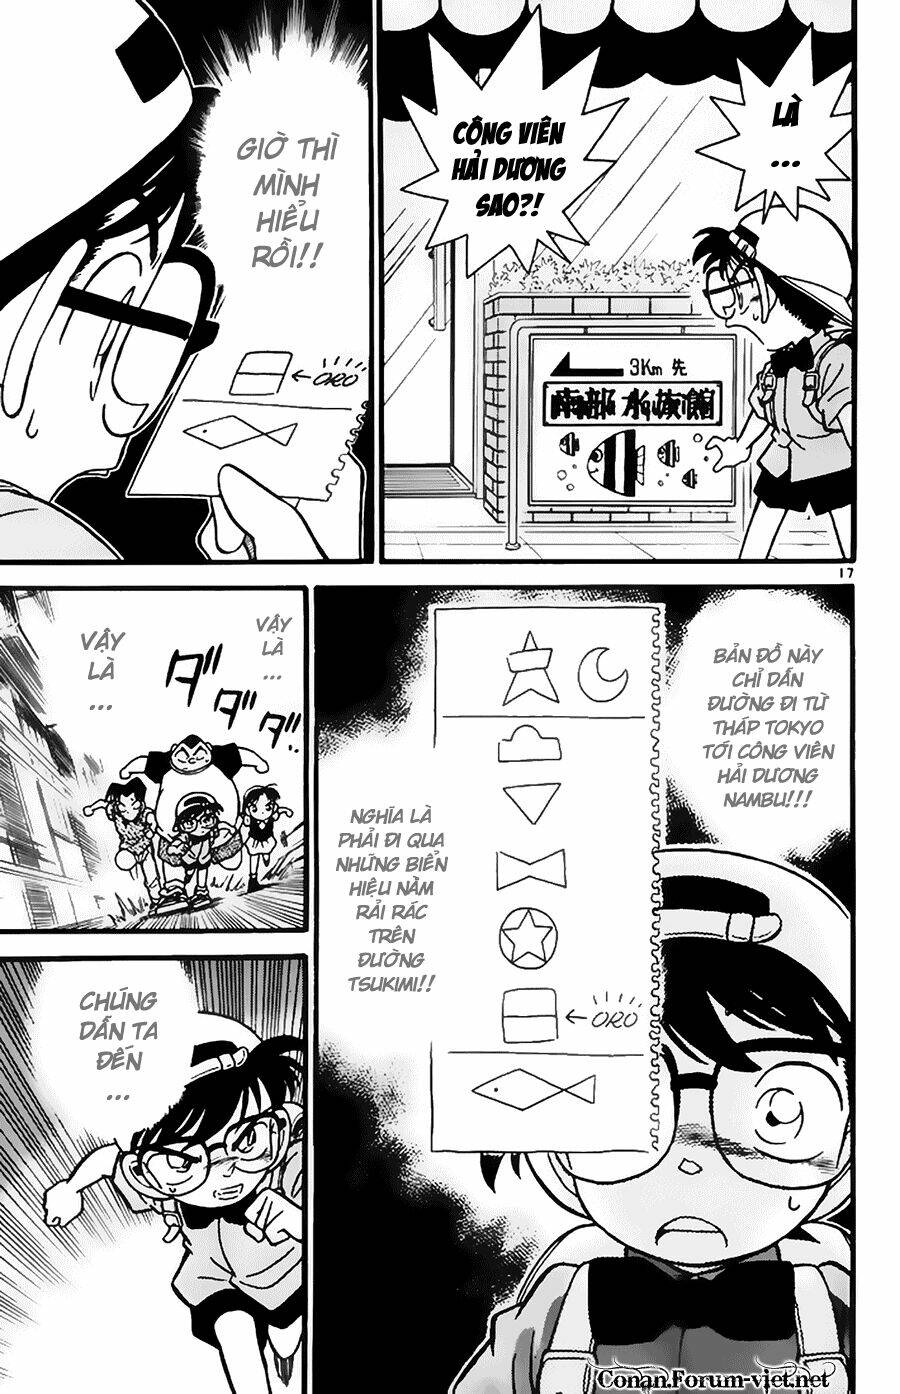 LÀ
...
CÔNG VIÊN
HẢI DƯƠNG
SAO?!
3Km 先
南部水族館
GIỜ THÌ
MÌNH
HIỂU
RỒI!!
←ORO
17
BẢN ĐỒ NÀY
CHỈ DẪN
ĐƯỜNG ĐI TỪ
THÁP TOKYO
TỚI CÔNG VIÊN
HẢI DƯƠNG
NAMBU!!!
NGHĨA LÀ
PHẢI ĐI QUA
NHỮNG BIỂN
HIỆU NẰM
RẢI RÁC
TRÊN
ĐƯỜNG
TSUKIMI!!
←ORO
VẬY
LÀ
...
VẬY
LÀ
...
ダダダダ..
CHÚNG
DẪN TA
ĐẾN
...
Conan.Forum-viet.net